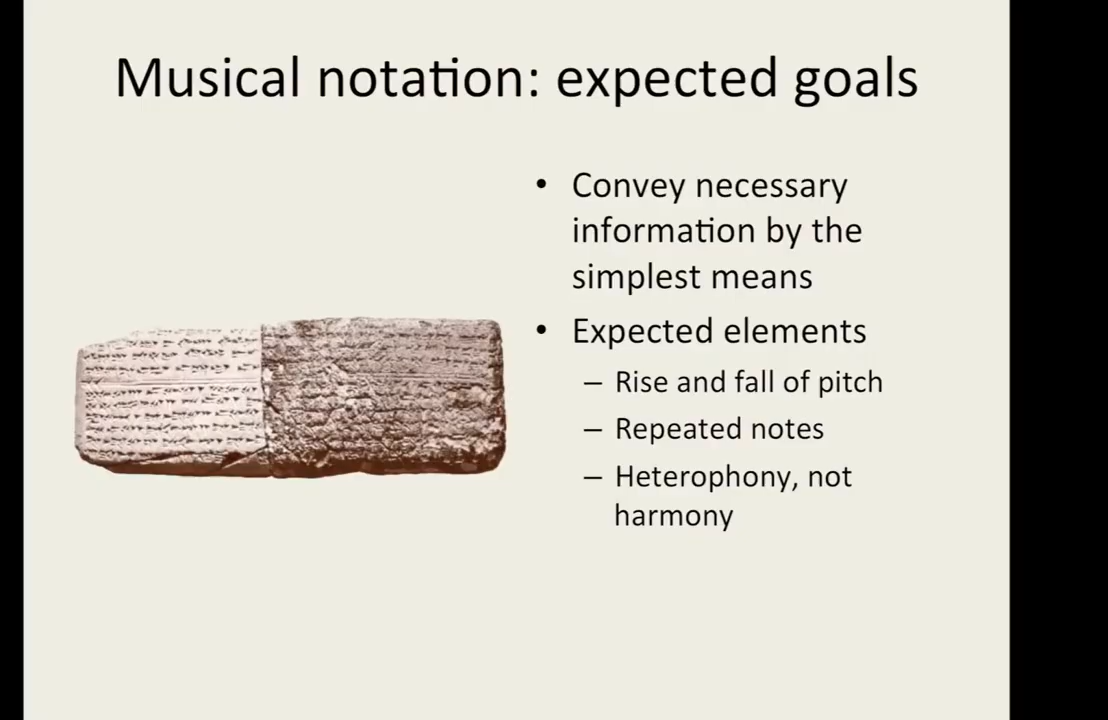 Musical notation: expected goals
• Convey necessary
information by the
simplest means
• Expected elements
– Rise and fall of pitch
– Repeated notes
– Heterophony, not
harmony